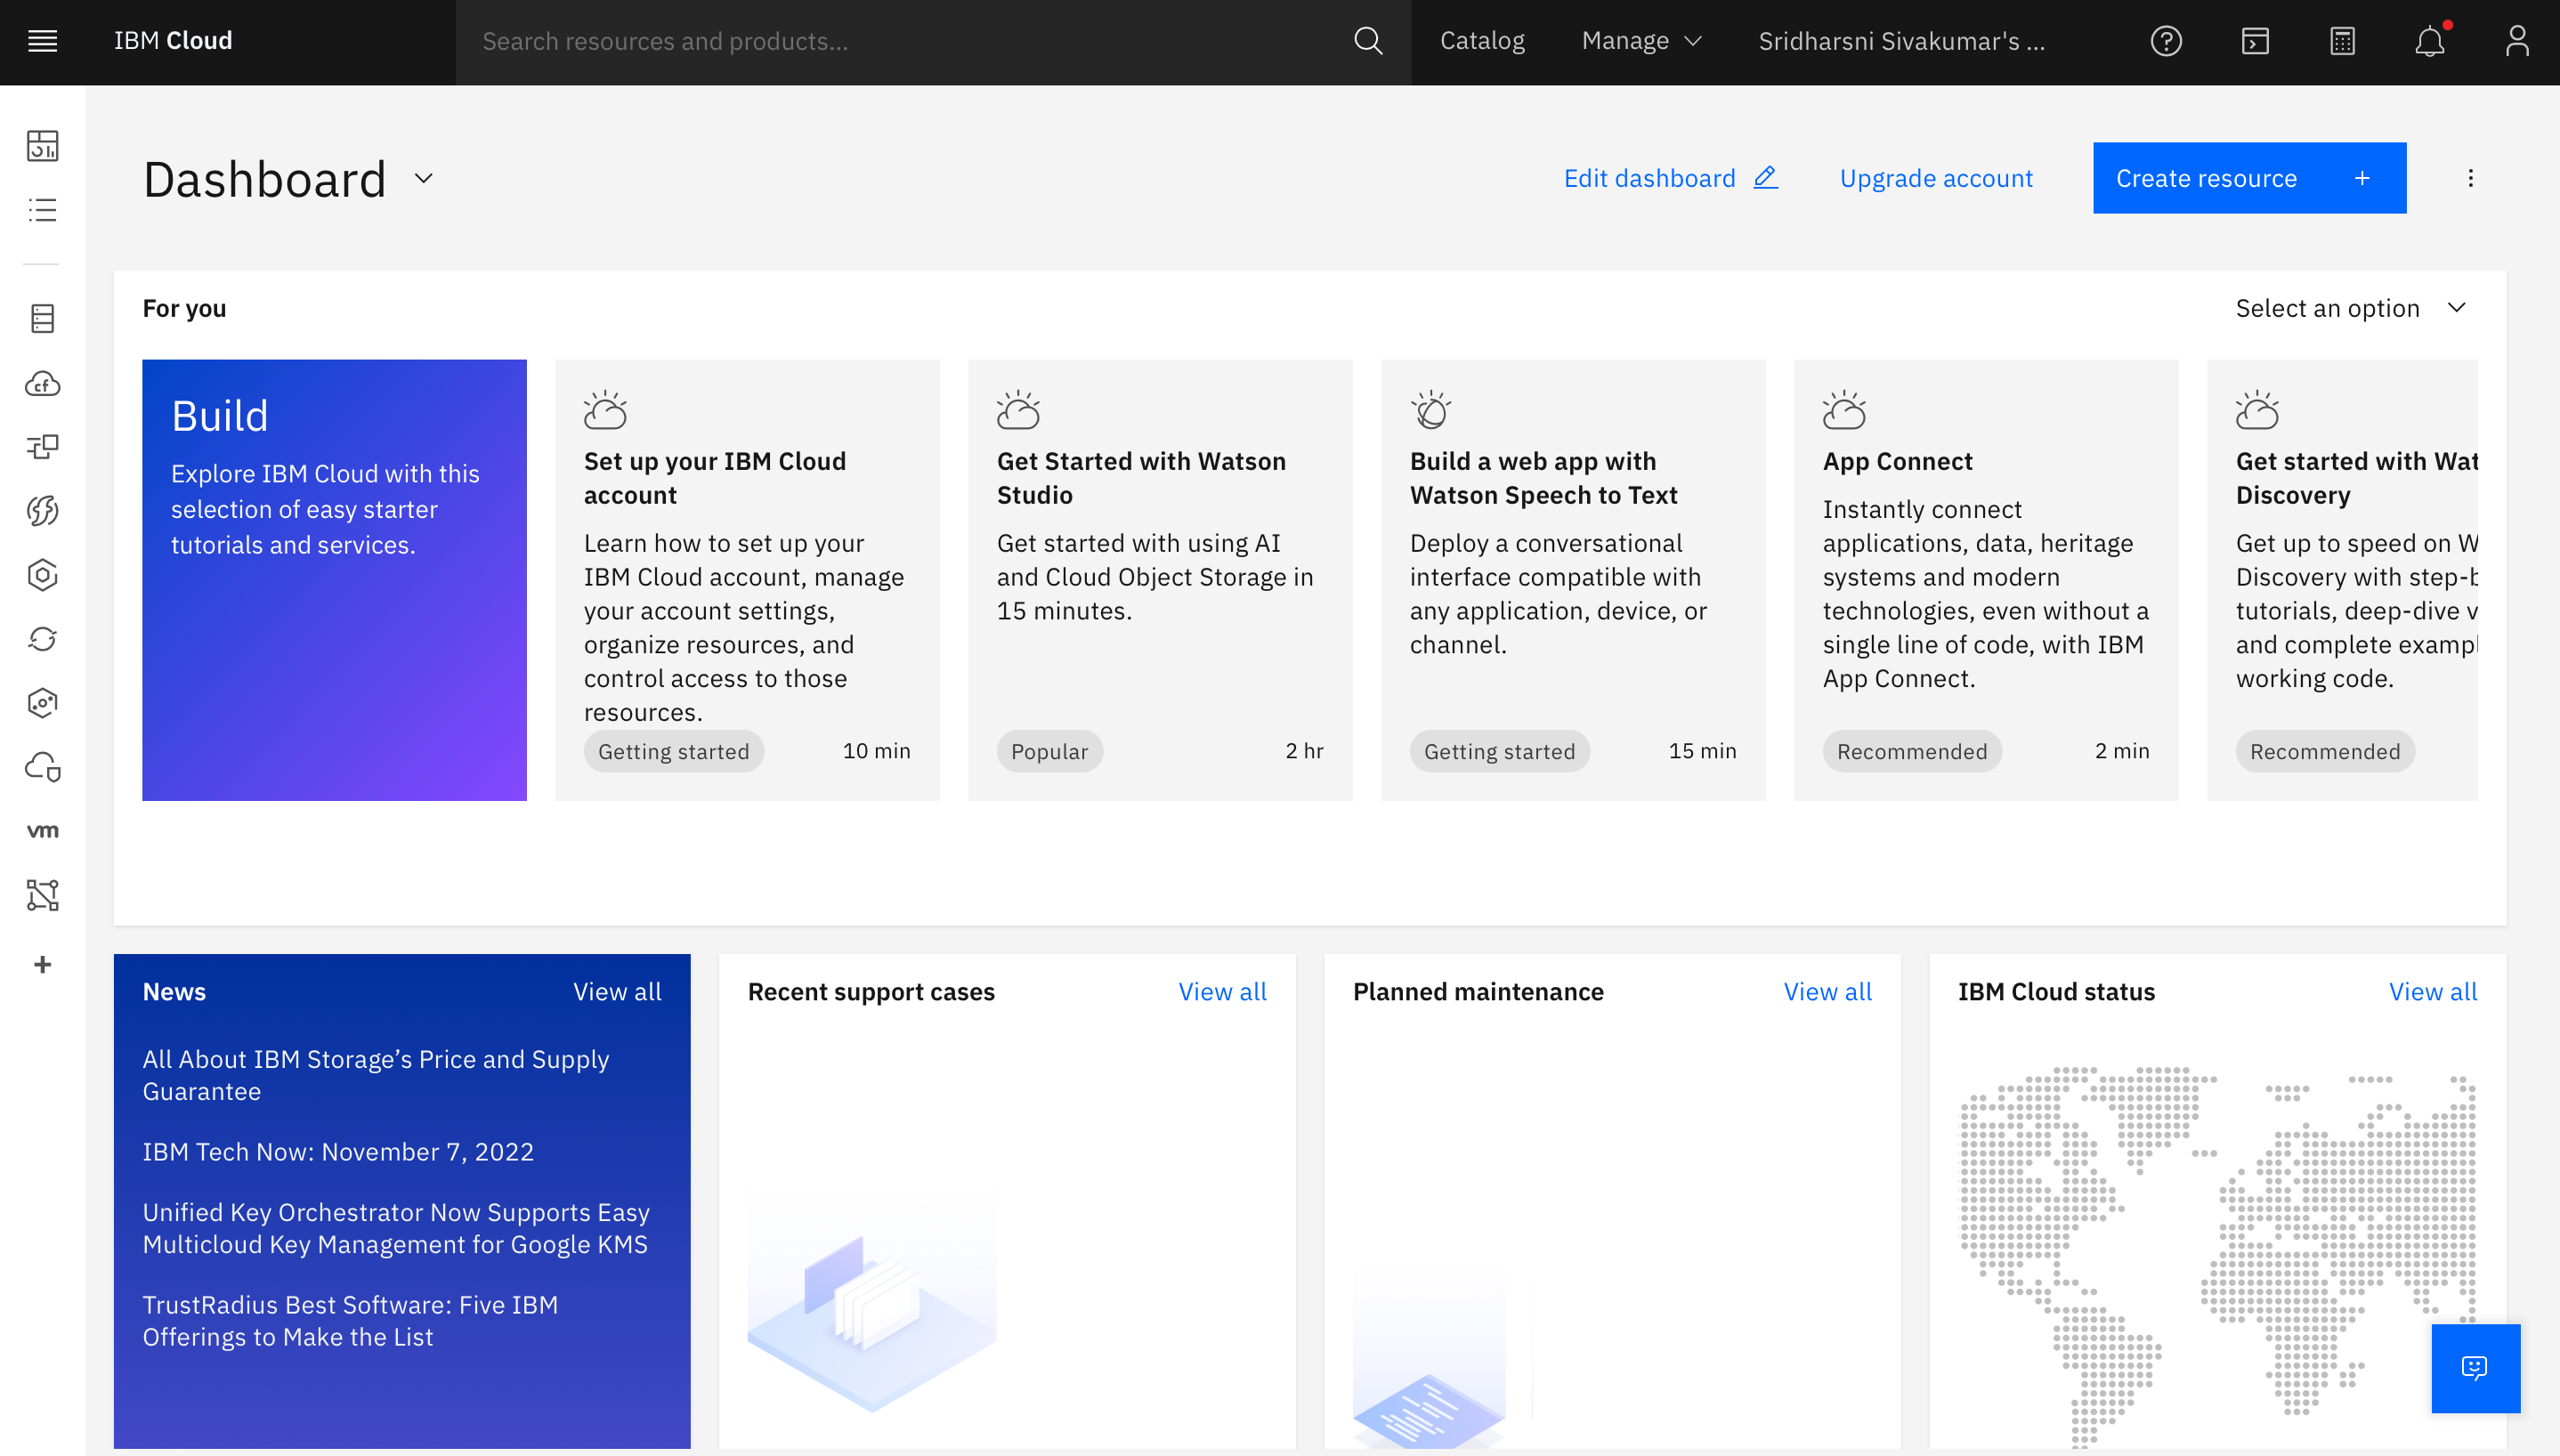 IBM Cloud
Search resources and products...
Catalog
Manage
Sridharsni Sivakumar's ...
Dashboard
Edit dashboard
Upgrade account
Create resource +
For you
Select an option
Build
Explore IBM Cloud with this
selection of easy starter
tutorials and services.
Set up your IBM Cloud
account
Learn how to set up your
IBM Cloud account, manage
your account settings,
organize resources, and
control access to those
resources.
Getting started
10 min
Get Started with Watson
Studio
Get started with using AI
and Cloud Object Storage in
15 minutes.
Popular
2 hr
Build a web app with
Watson Speech to Text
Deploy a conversational
interface compatible with
any application, device, or
channel.
Getting started
15 min
App Connect
Instantly connect
applications, data, heritage
systems and modern
technologies, even without a
single line of code, with IBM
App Connect.
Recommended
2 min
Get started with Wat
Discovery
Get up to speed on W
Discovery with step-b
tutorials, deep-dive v
and complete exampl
working code.
Recommended
cf
vm
News
View all
All About IBM Storage’s Price and Supply
Guarantee
IBM Tech Now: November 7, 2022
Unified Key Orchestrator Now Supports Easy
Multicloud Key Management for Google KMS
TrustRadius Best Software: Five IBM
Offerings to Make the List
Recent support cases
View all
Planned maintenance
View all
IBM Cloud status
View all